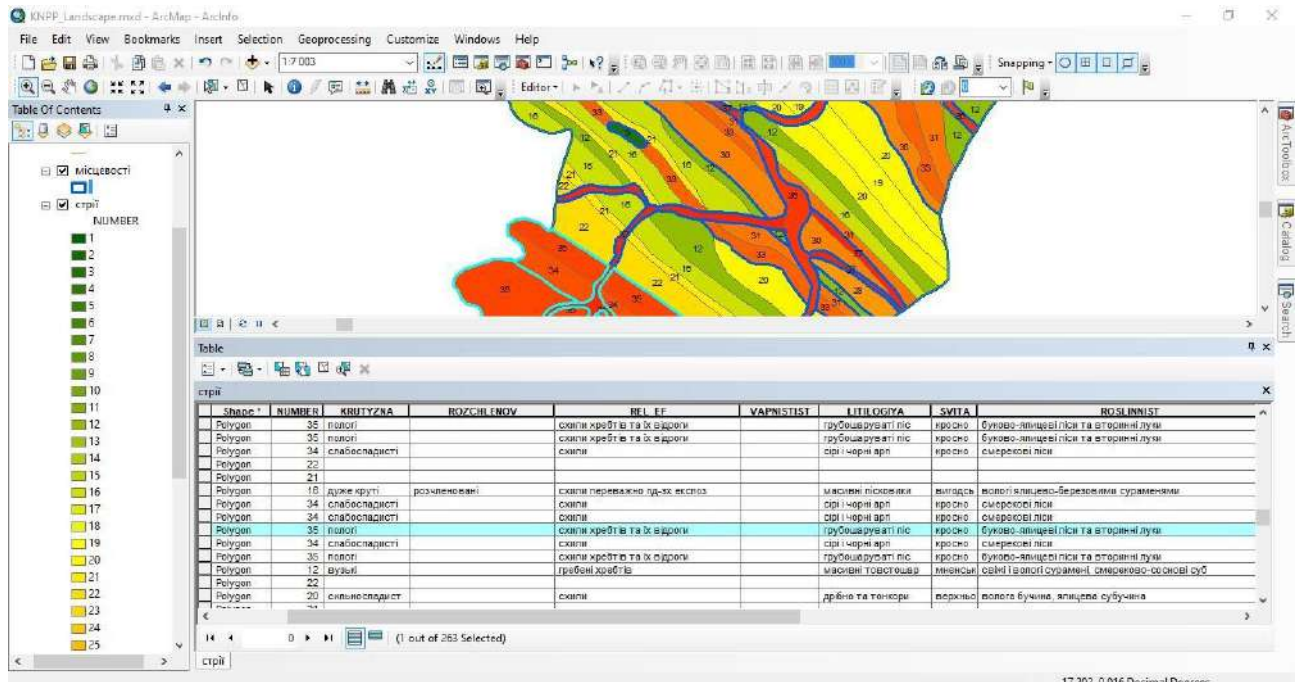 KNPP_Landscape.mxd - ArcMap - ArcInfo
File Edit View Bookmarks Insert Selection Geoprocessing Customize Windows Help
1:7 003
100%
Snapping
Editor
Table Of Contents
місцевості
стрії
NUMBER
1
2
3
4
5
6
7
8
9
10
11
12
13
14
15
16
17
18
19
20
21
22
23
24
25
ArcToolbox
Catalog
Search
Table
стрії
Shape * NUMBER KRUTYZNA ROZCHLENOV REL_EF VAPNISTIST LITILOGIYA SVITA ROSLINNIST
Polygon 35 пологі схили хребтів та їх відроги грубошаруваті піс кросно буково-ялицеві ліси та вторинні луки
Polygon 35 пологі схили хребтів та їх відроги грубошаруваті піс кросно буково-ялицеві ліси та вторинні луки
Polygon 34 слабоспадисті схили сірі і чорні арг кросно смерекові ліси
Polygon 22
Polygon 21
Polygon 16 дуже круті розчленовані схили переважно пд-зх експоз масивні пісковики вигодсь вологі ялицево-березовими сураменями
Polygon 34 слабоспадисті схили сірі і чорні арг кросно смерекові ліси
Polygon 34 слабоспадисті схили сірі і чорні арг кросно смерекові ліси
Polygon 35 пологі схили хребтів та їх відроги грубошаруваті піс кросно буково-ялицеві ліси та вторинні луки
Polygon 34 слабоспадисті схили сірі і чорні арг кросно смерекові ліси
Polygon 35 пологі схили хребтів та їх відроги грубошаруваті піс кросно буково-ялицеві ліси та вторинні луки
Polygon 12 вузькі гребені хребтів масивні товстошар мненськ свіжі і вологі сурамені, смереково-соснові суб
Polygon 22
Polygon 20 сильноспадист схили дрібно та тонкори верхньо волога бучина, ялицева субучина
0 (1 out of 263 Selected)
стрії